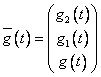 ḡ(t) = ( g₂(t)
g₁(t)
g(t) )